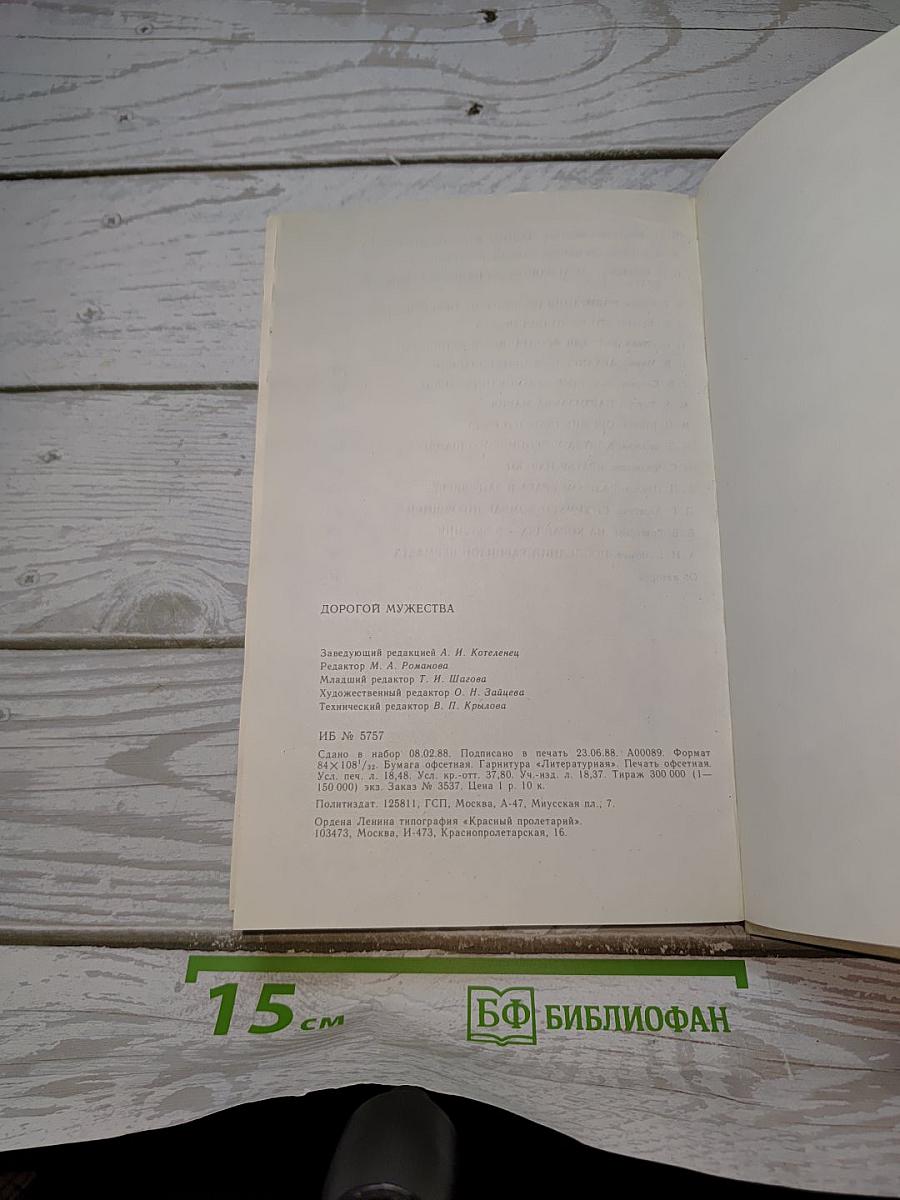 ДОРОГОЙ МУЖЕСТВА
Заведующий редакцией А. И. Котеленец
Редактор М. А. Романова
Младший редактор Т. И. Шагова
Художественный редактор О. Н. Зайцева
Технический редактор В. П. Крылова
ИБ № 5757
Сдано в набор 08.02.88. Подписано в печать 23.06.88. А00089. Формат
84×108¹/₃₂. Бумага офсетная. Гарнитура «Литературная». Печать офсетная.
Усл. печ. л. 18,48. Усл. кр.-отт. 37,80. Уч.-изд. л. 18,37. Тираж 300 000 (1—
150 000) экз. Заказ № 3537. Цена 1 р. 10 к.
Политиздат. 125811, ГСП, Москва, А-47, Миусская пл., 7.
Ордена Ленина типография «Красный пролетарий».
103473, Москва, И-473, Краснопролетарская, 16.
15 см
БФ БИБЛИОФАН